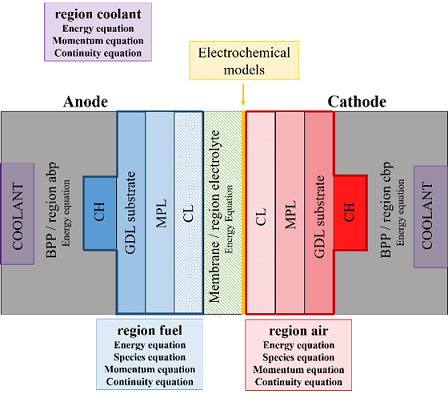 region coolant
Energy equation
Momentum equation
Continuity equation
Electrochemical
models
Anode
Cathode
COOLANT
BPP / region abp
Energy equation
CH
GDL substrate
MPL
CL
Membrane / region electrolyte
Energy Equation
CL
MPL
GDL substrate
CH
BPP / region cbp
Energy equation
COOLANT
region fuel
Energy equation
Species equation
Momentum equation
Continuity equation
region air
Energy equation
Species equation
Momentum equation
Continuity equation